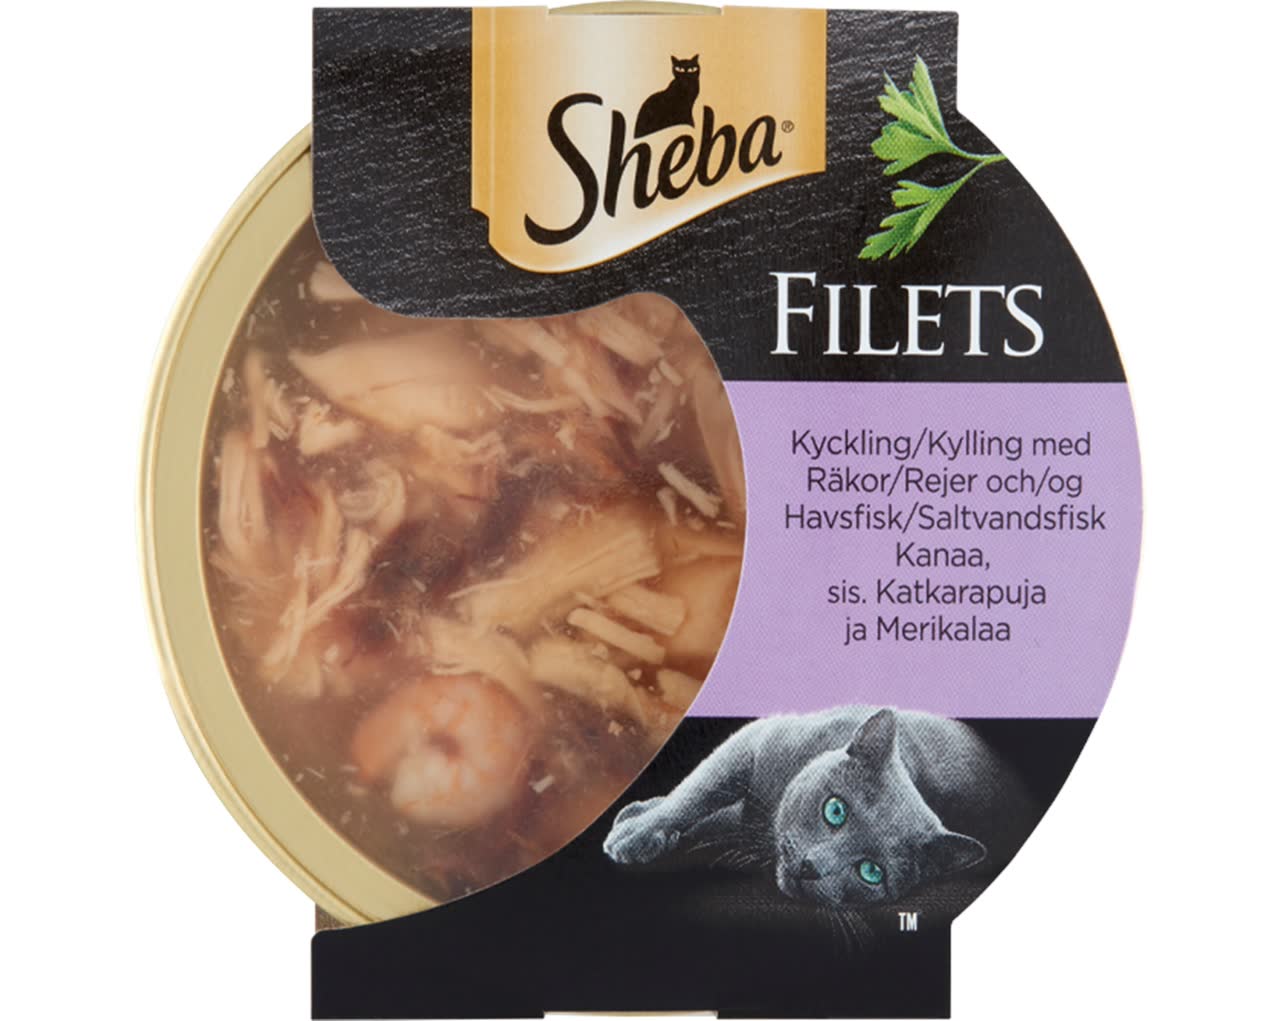 Sheba®
FILETS
Kyckling/Kylling med
Räkor/Rejer och/og
Havsfisk/Saltvandsfisk
Kanaa,
sis. Katkarapuja
ja Merikalaa
TM